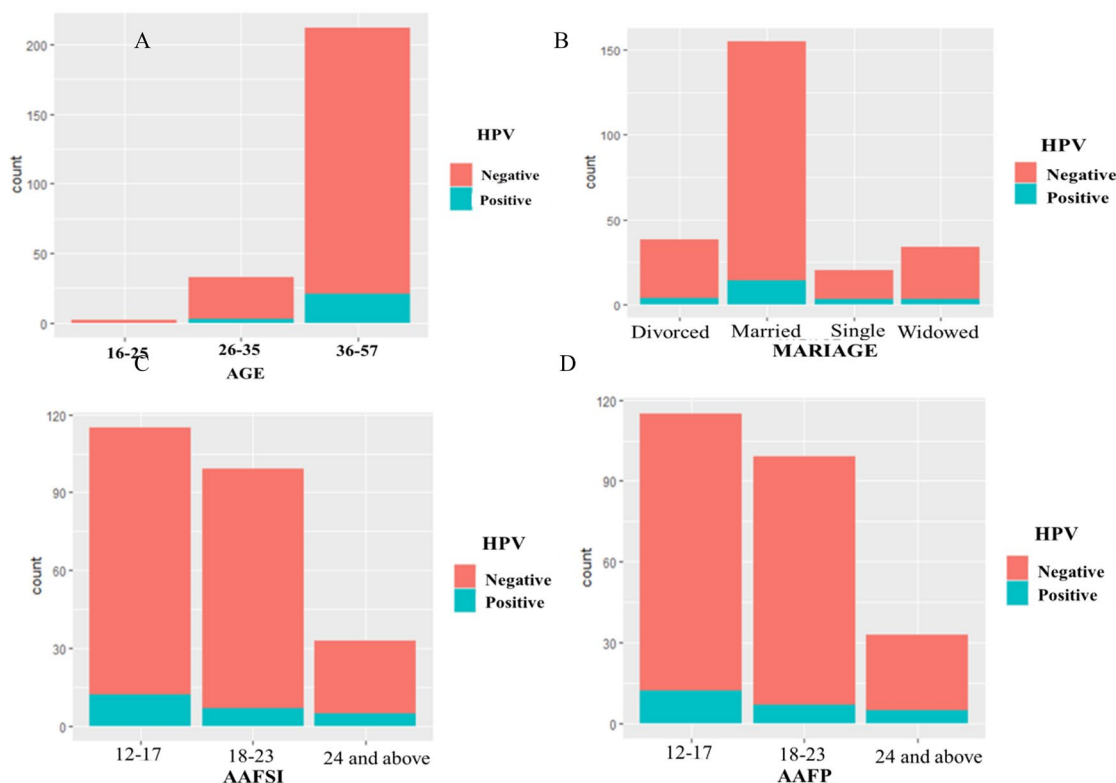 A
200
150
100
50
0
count
16-25
26-35
36-57
AGE
HPV
Negative
Positive
B
150
100
50
0
count
Divorced
Married
Single
Widowed
MARIAGE
HPV
Negative
Positive
C
120
90
60
30
0
count
12-17
18-23
24 and above
AAFSI
HPV
Negative
Positive
D
120
90
60
30
0
count
12-17
18-23
24 and above
AAFP
HPV
Negative
Positive